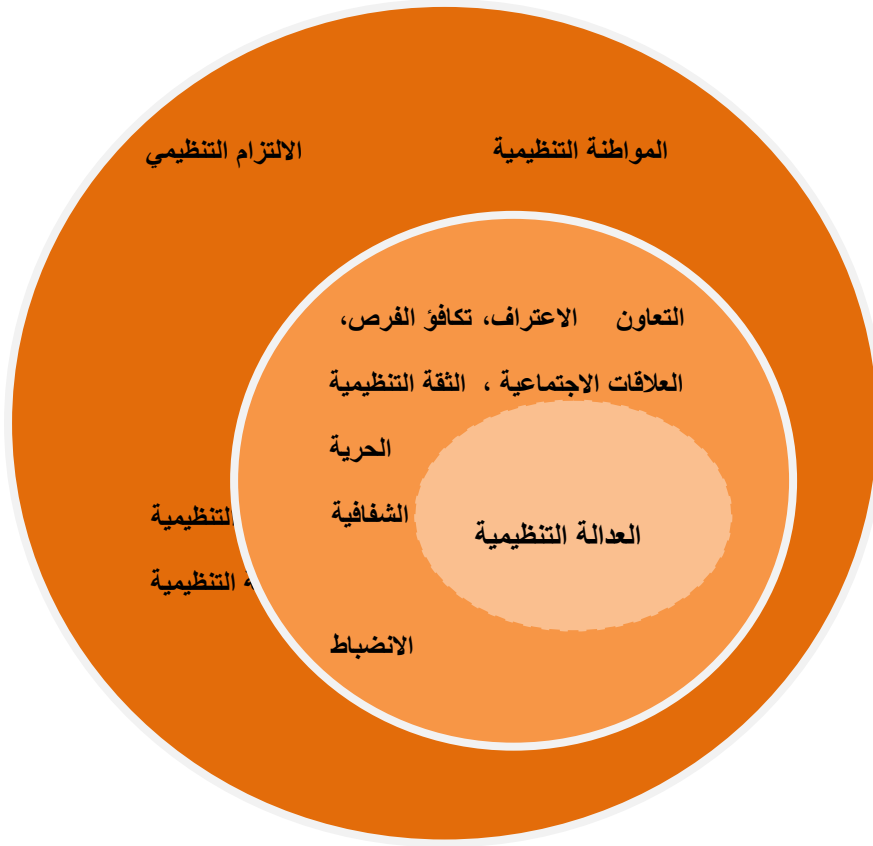 المواطنة التنظيمية الالتزام التنظيمي
التعاون الاعتراف، تكافؤ الفرص،
العلاقات الاجتماعية ، الثقة التنظيمية
الحرية
الشفافية
التنظيمية
العدالة التنظيمية
التنظيمية
الانضباط